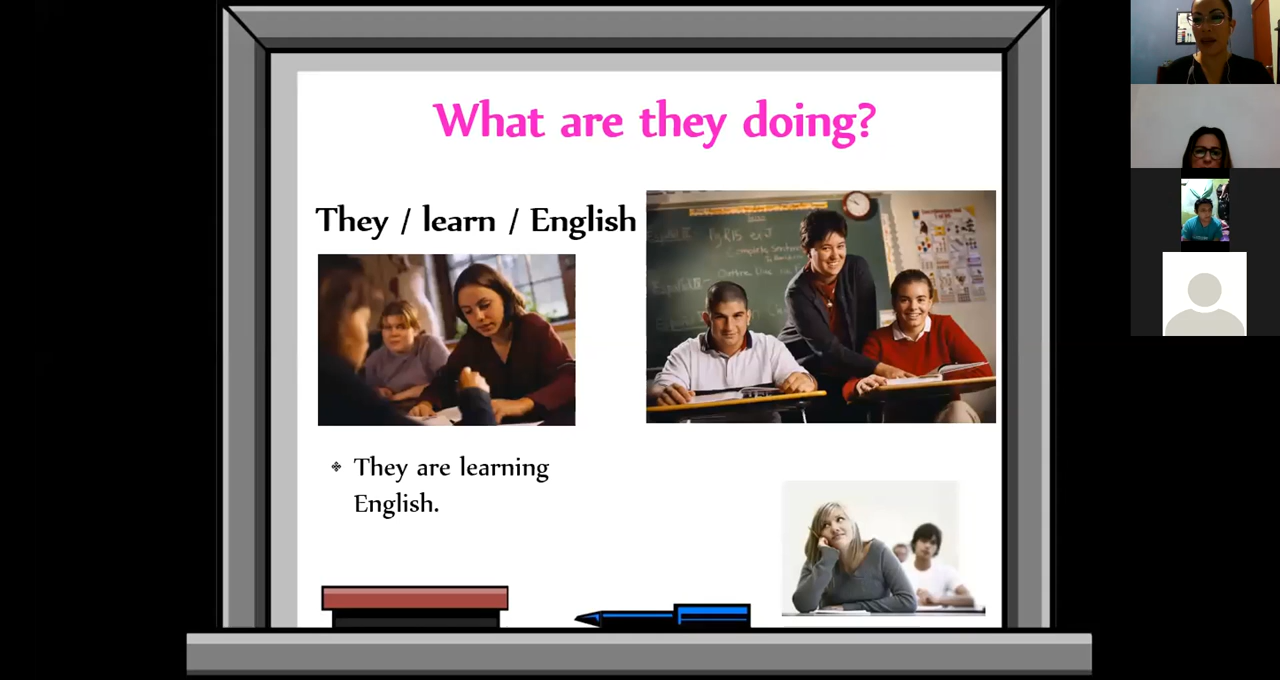 What are they doing?
They / learn / English
They are learning
English.